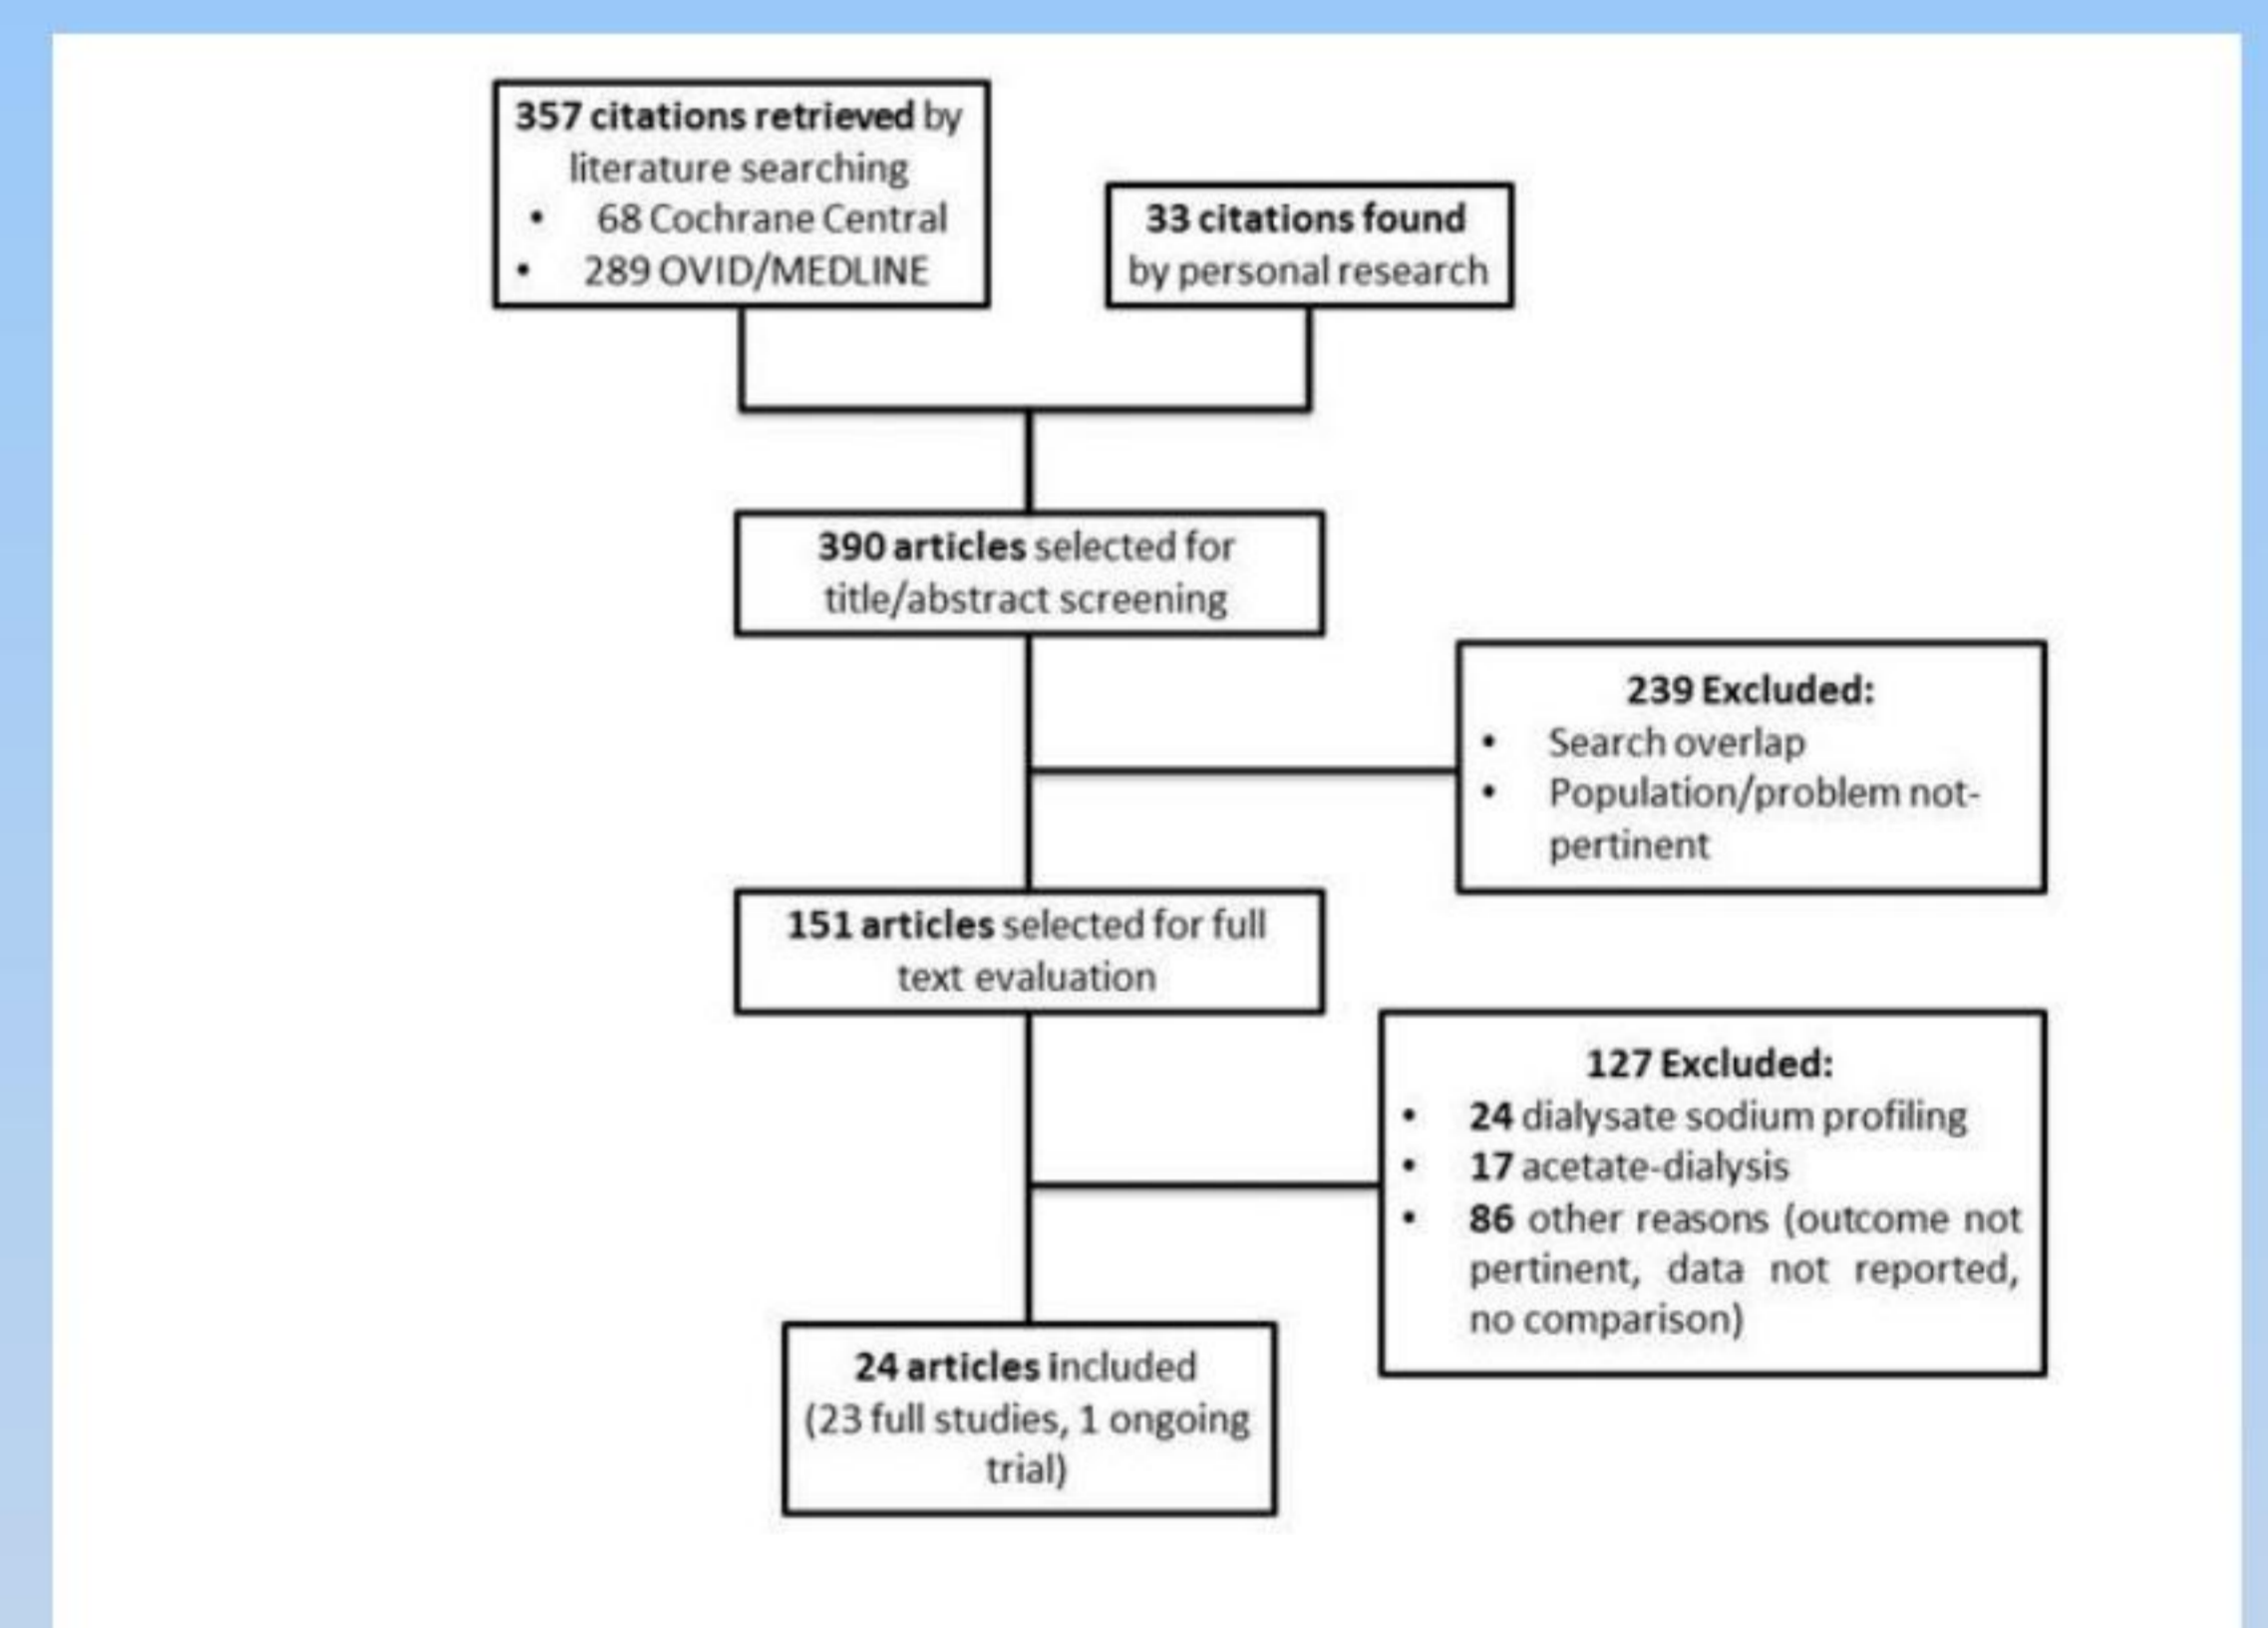 357 citations retrieved by
literature searching
• 68 Cochrane Central
• 289 OVID/MEDLINE
33 citations found
by personal research
390 articles selected for
title/abstract screening
239 Excluded:
• Search overlap
• Population/problem not-
pertinent
151 articles selected for full
text evaluation
127 Excluded:
• 24 dialysate sodium profiling
• 17 acetate-dialysis
• 86 other reasons (outcome not
pertinent, data not reported,
no comparison)
24 articles included
(23 full studies, 1 ongoing
trial)